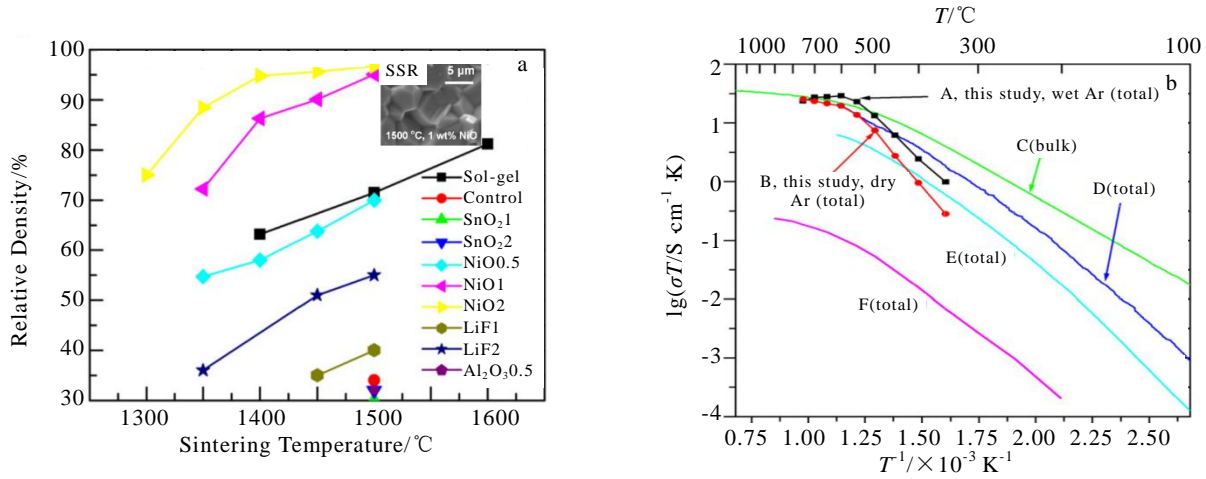 a
SSR
5 μm
1500 °C, 1 wt% NiO
100
90
80
70
60
50
40
30
Relative Density/%
Sol-gel
Control
SnO₂1
SnO₂2
NiO0.5
NiO1
NiO2
LiF1
LiF2
Al₂O₃0.5
1300 1400 1500 1600
Sintering Temperature/℃
T/℃
1000 700 500 300 100
b
2
1
0
-1
-2
-3
-4
lg(σT/S cm⁻¹·K)
A, this study, wet Ar (total)
C(bulk)
B, this study, dry
Ar (total)
D(total)
E(total)
F(total)
0.75 1.00 1.25 1.50 1.75 2.00 2.25 2.50
T⁻¹/×10⁻³ K⁻¹